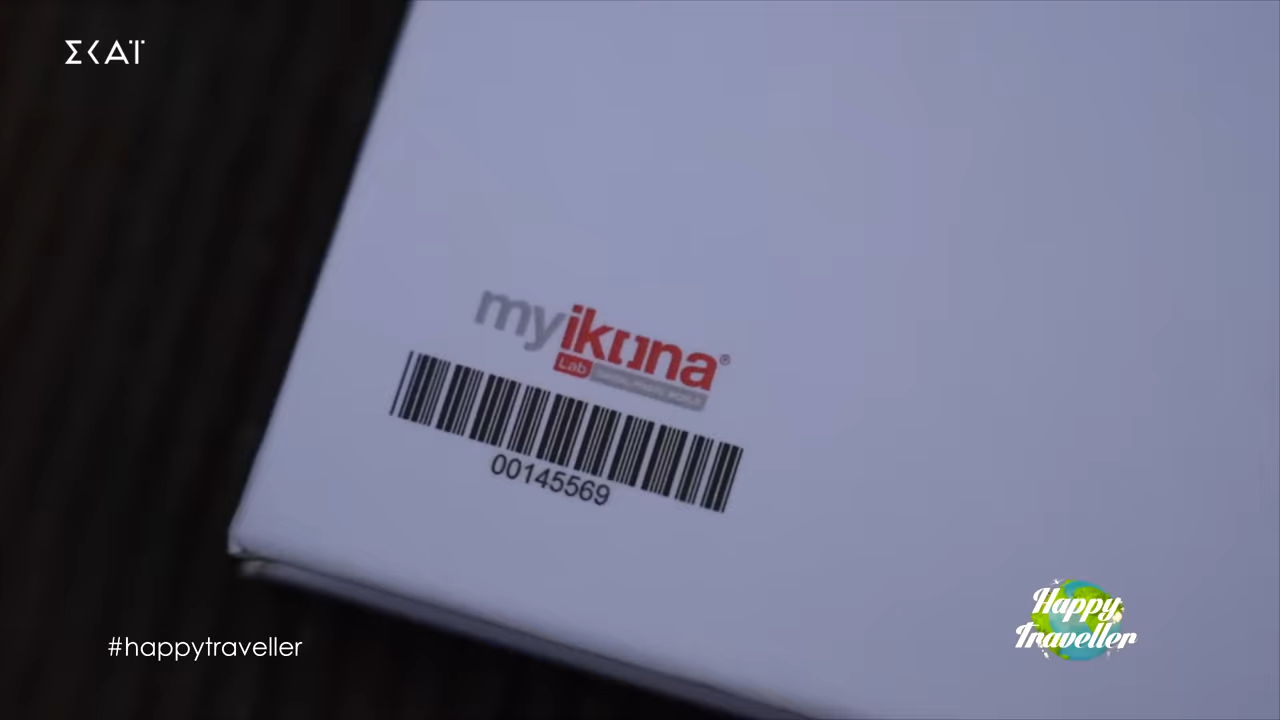 ΣΚΑΪ
myikona®
Lab
00145569
Happy
Traveller
#happytraveller